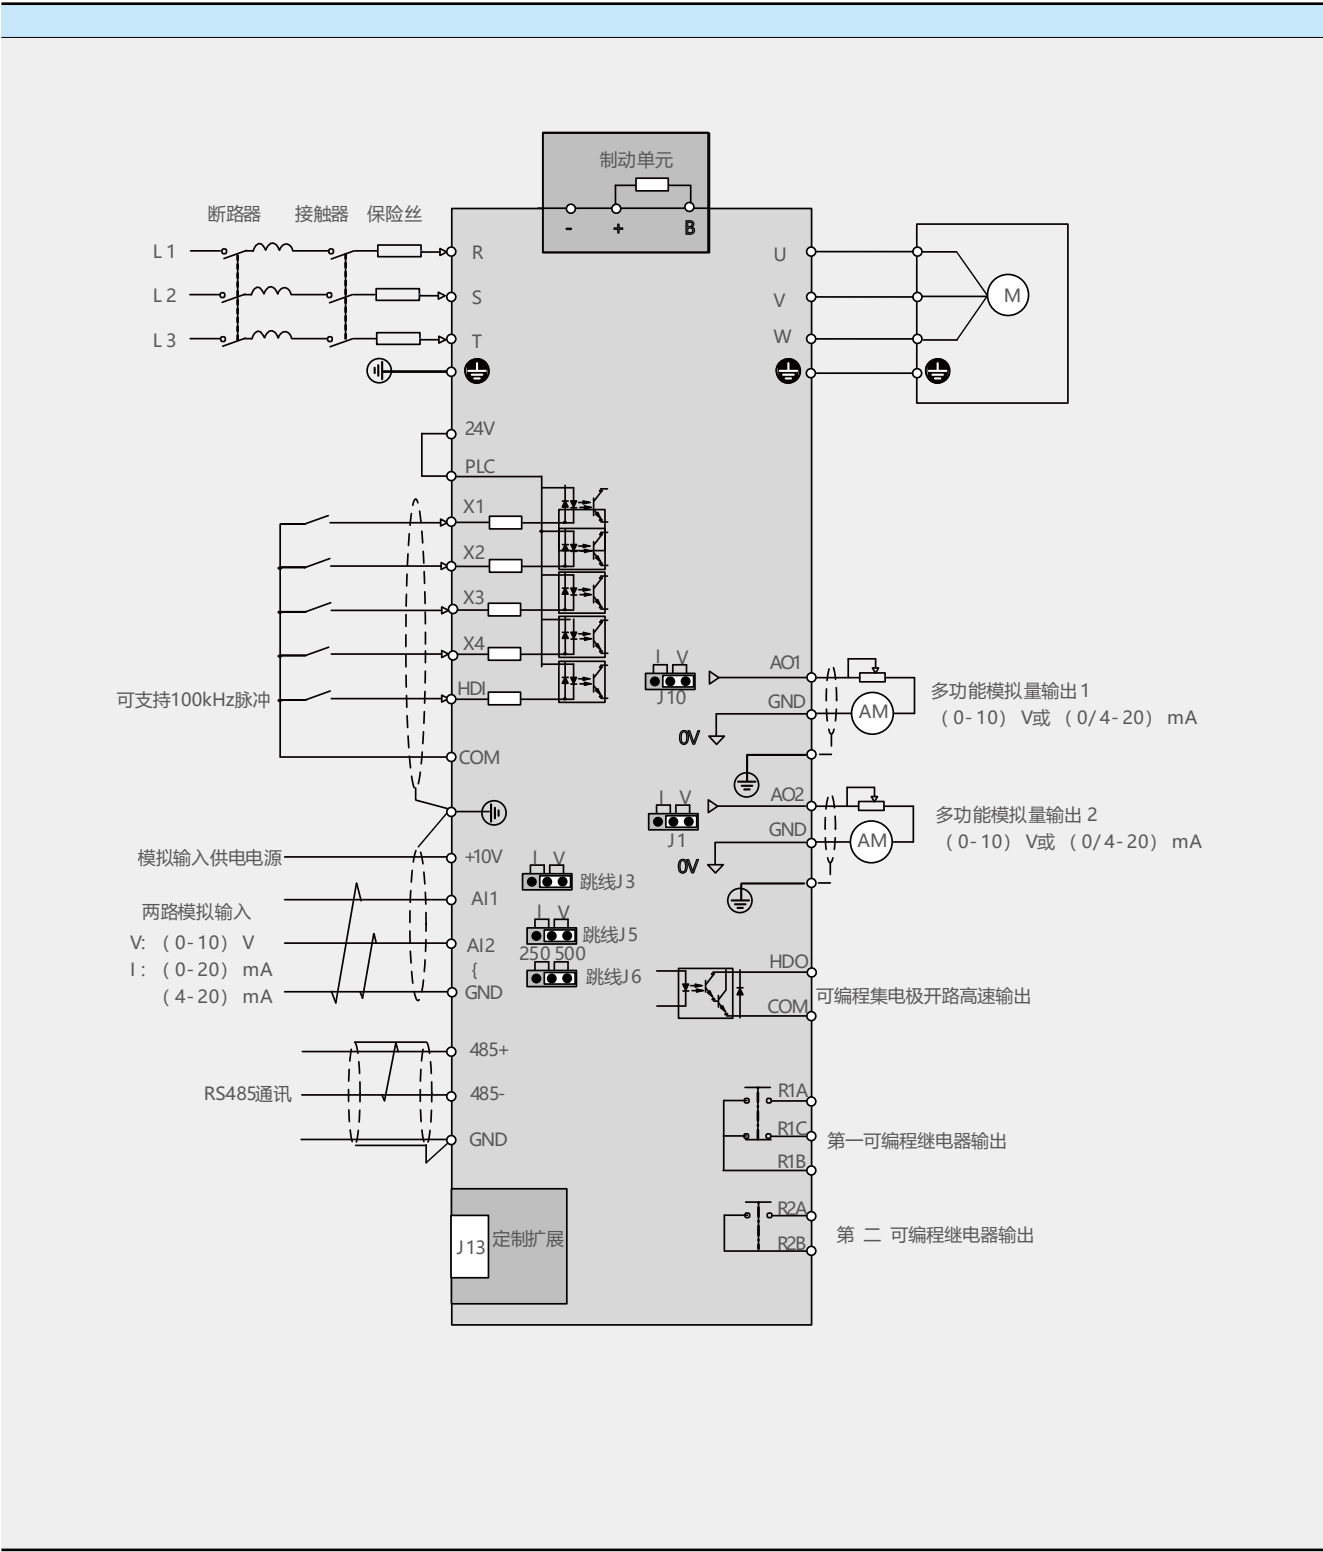 制动单元
- + B
断路器 接触器 保险丝
L1 R
L2 S
L3 T
U
V
W
M
24V
PLC
X1
X2
X3
X4
HDI
可支持100kHz脉冲
COM
I V
J10
AO1
GND
0V
AM
多功能模拟量输出1
(0-10) V或 (0/4-20) mA
I V
J1
AO2
GND
0V
AM
多功能模拟量输出 2
(0-10) V或 (0/4-20) mA
模拟输入供电电源
+10V
两路模拟输入
V: (0-10) V
I: (0-20) mA
(4-20) mA
AI1
AI2
{
GND
I V
跳线J3
I V
跳线J5
250 500
跳线J6
HDO
COM
可编程集电极开路高速输出
RS485通讯
485+
485-
GND
R1A
R1C
R1B
第一可编程继电器输出
R2A
R2B
第 二 可编程继电器输出
J13
定制扩展